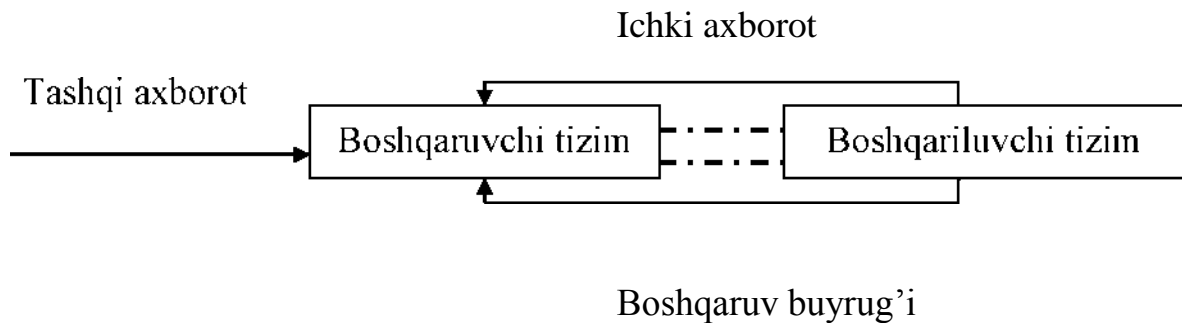 Ichki axborot
Tashqi axborot
Boshqaruvchi tizim
Boshqariluvchi tizim
Boshqaruv buyrug’i